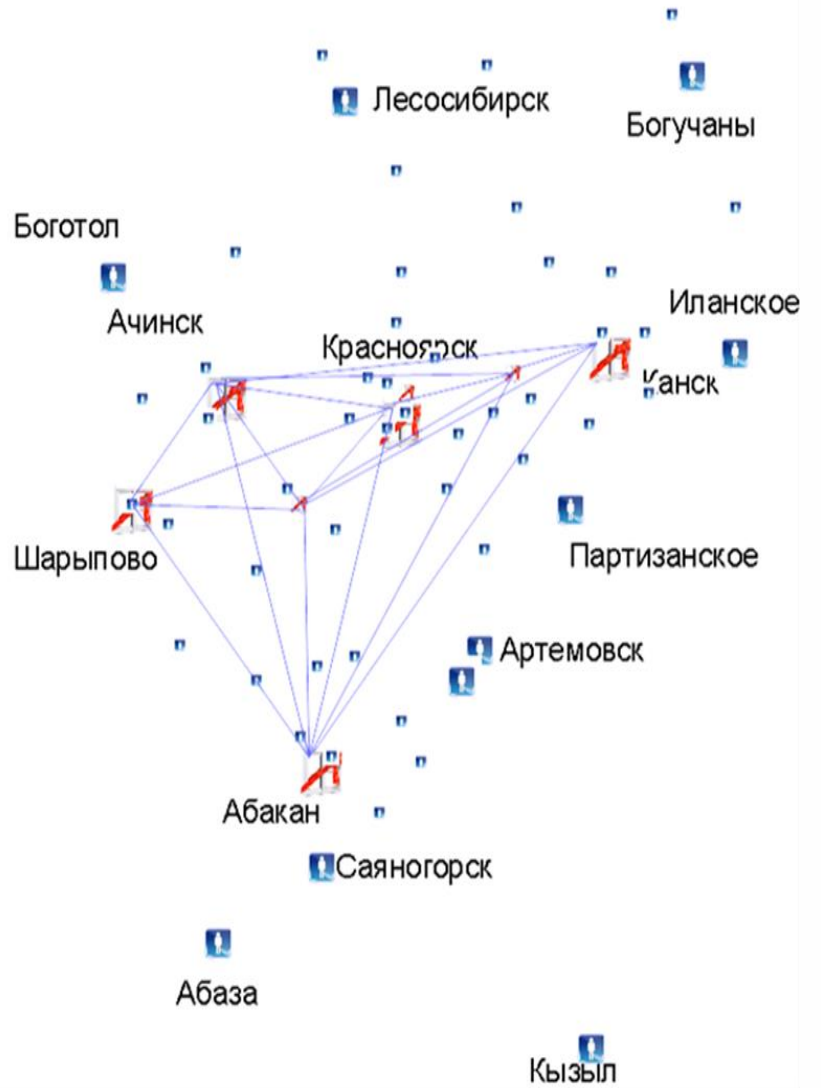 Лесосибирск
Богучаны
Боготол
Иланское
Ачинск
Красноярск
Канск
Партизанское
Шарыпово
Артемовск
Абакан
Саяногорск
Абаза
Кызыл